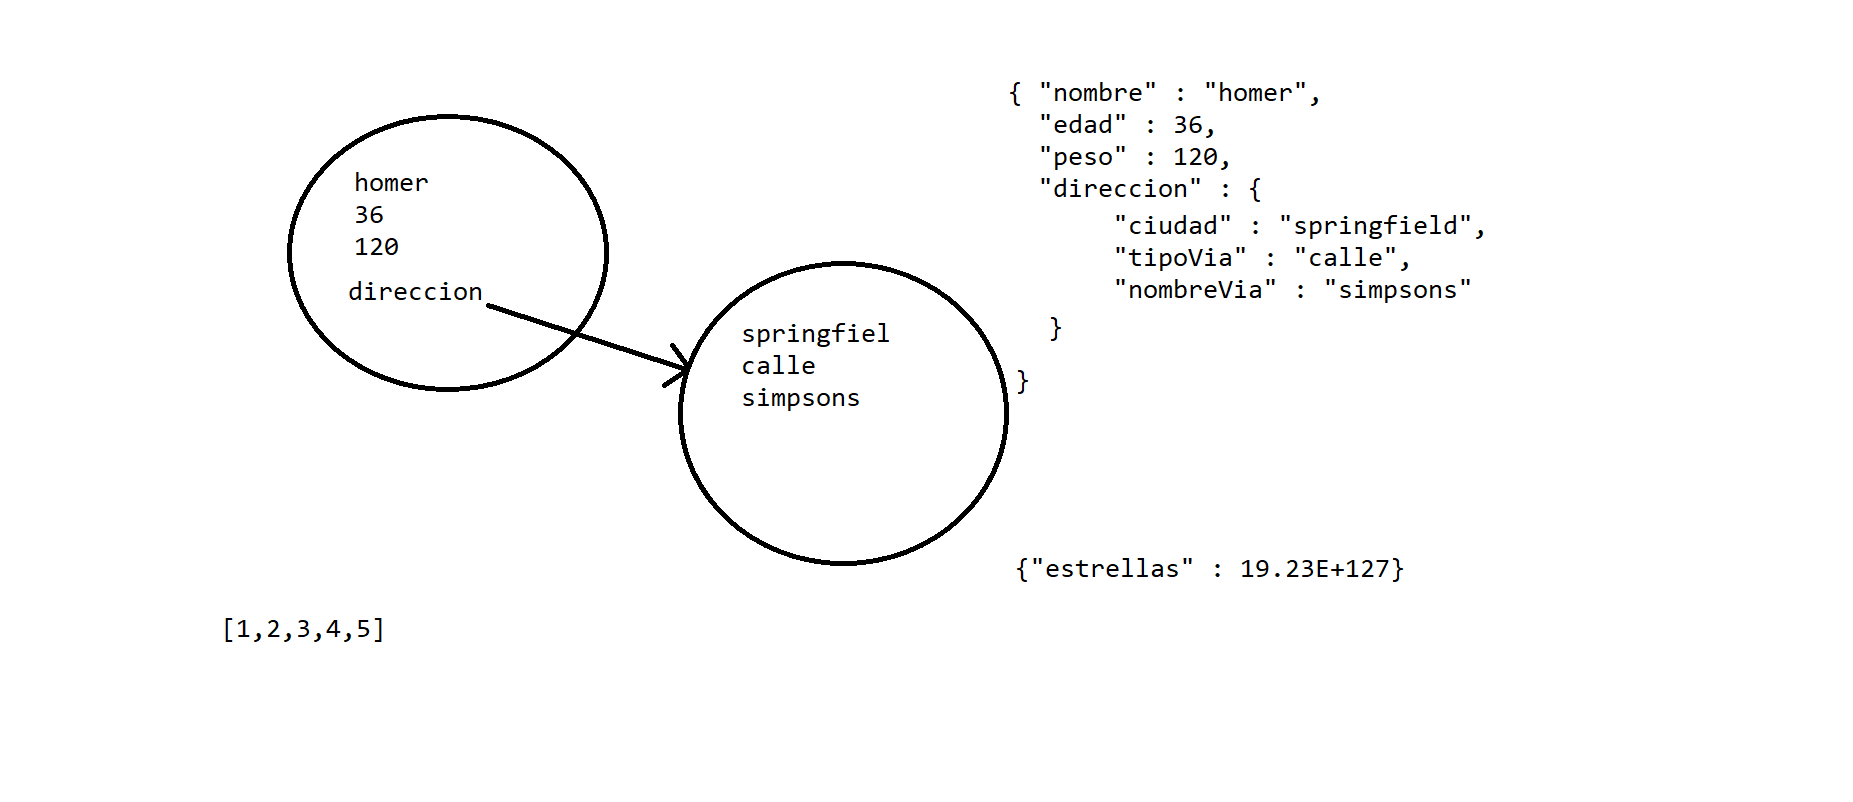 homer
36
120
direccion
springfiel
calle
simpsons
{ "nombre" : "homer",
"edad" : 36,
"peso" : 120,
"direccion" : {
"ciudad" : "springfield",
"tipoVia" : "calle",
"nombreVia" : "simpsons"
}
}
{"estrellas" : 19.23E+127}
[1,2,3,4,5]